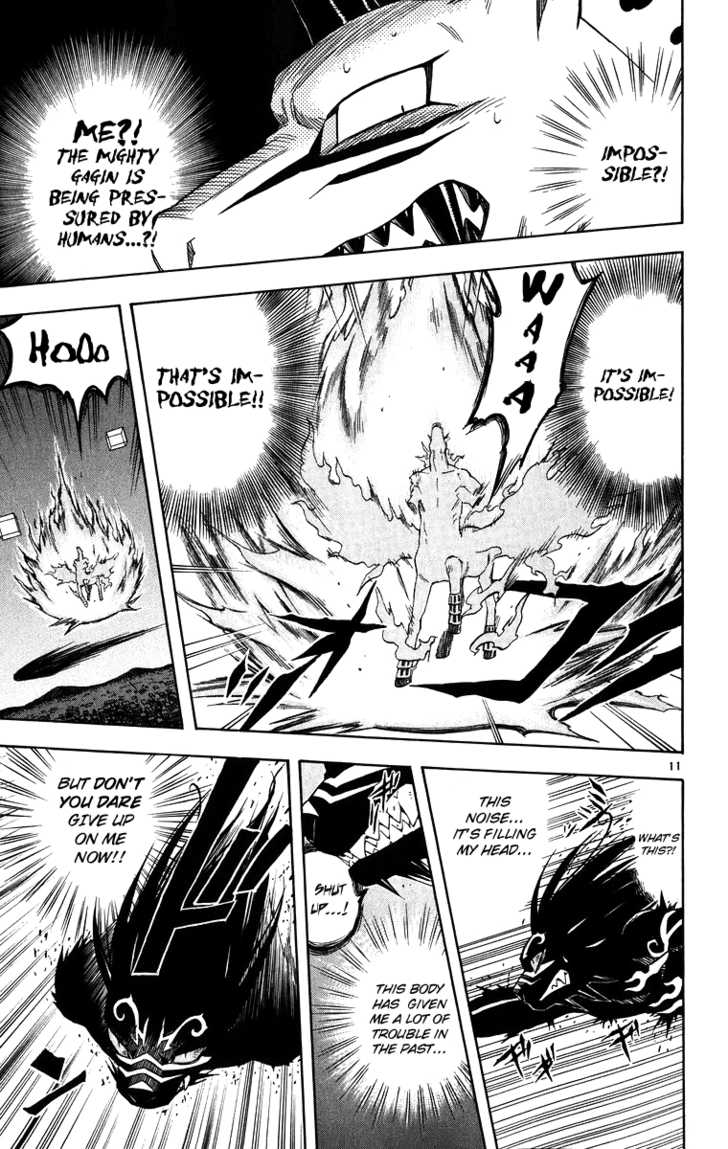 IMPOS-
SIBLE?!
ME?!
THE MIGHTY
GAGIN IS
BEING PRES-
SURED BY
HUMANS...?!
IT'S IM-
POSSIBLE!
WAAA
THAT'S IM-
POSSIBLE!!
HOOO
11
WHAT'S
THIS?!
THIS
NOISE...
IT'S FILLING
MY HEAD...
ギ
ギ
SHUT
UP...!
THIS BODY
HAS GIVEN
ME A LOT OF
TROUBLE IN
THE PAST...
BUT DON'T
YOU DARE
GIVE UP
ON ME
NOW!!